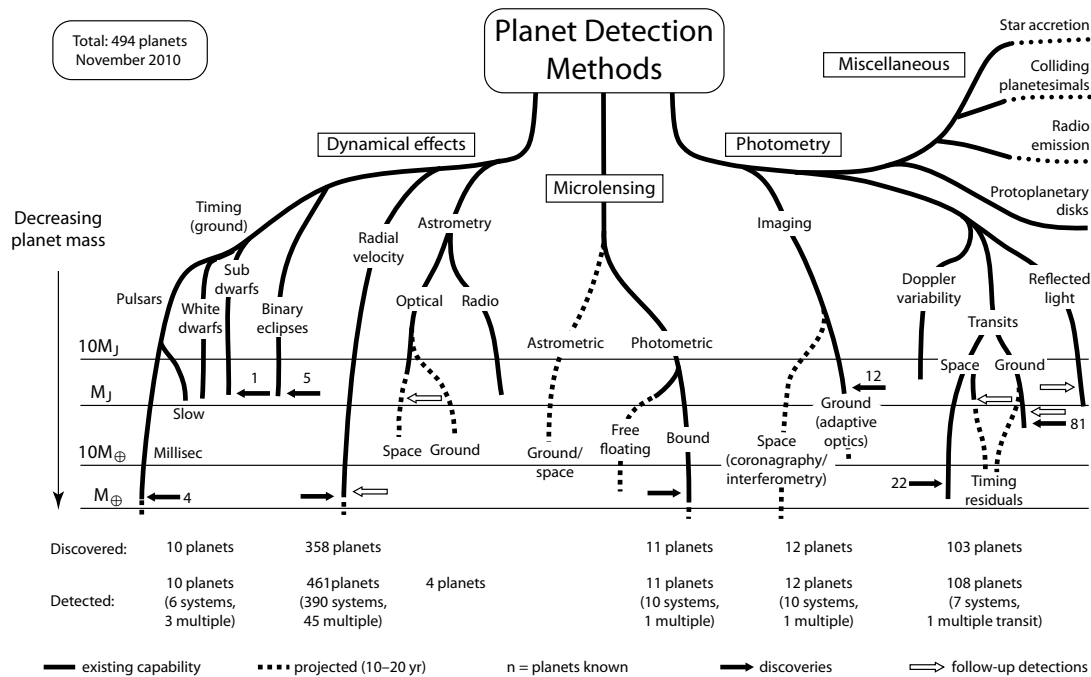 Total: 494 planets
November 2010
Planet Detection
Methods
Dynamical effects
Microlensing
Photometry
Miscellaneous
Star accretion
Colliding
planetesimals
Radio
emission
Protoplanetary
disks
Decreasing
planet mass
Timing
(ground)
Pulsars
White
dwarfs
Sub
dwarfs
Binary
eclipses
Radial
velocity
Astrometry
Optical
Radio
Astrometric
Photometric
Imaging
Doppler
variability
Transits
Reflected
light
Space
Ground
10MJ
MJ
10M⊕
M⊕
Slow
Millisec
1
5
4
Space
Ground
Ground/
space
Free
floating
Bound
12
Ground
(adaptive
optics)
Space
(coronagraphy/
interferometry)
81
22
Timing
residuals
Discovered:
10 planets
358 planets
11 planets
12 planets
103 planets
Detected:
10 planets
(6 systems,
3 multiple)
461planets
(390 systems,
45 multiple)
4 planets
11 planets
(10 systems,
1 multiple)
12 planets
(10 systems,
1 multiple)
108 planets
(7 systems,
1 multiple transit)
existing capability
projected (10–20 yr)
n = planets known
discoveries
follow-up detections